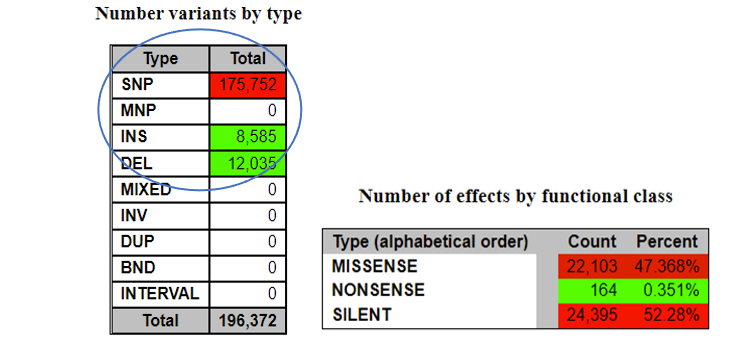 Number variants by type
Type Total
SNP 175,752
MNP 0
INS 8,585
DEL 12,035
MIXED 0
INV 0
DUP 0
BND 0
INTERVAL 0
Total 196,372
Number of effects by functional class
Type (alphabetical order) Count Percent
MISSENSE 22,103 47.368%
NONSENSE 164 0.351%
SILENT 24,395 52.28%